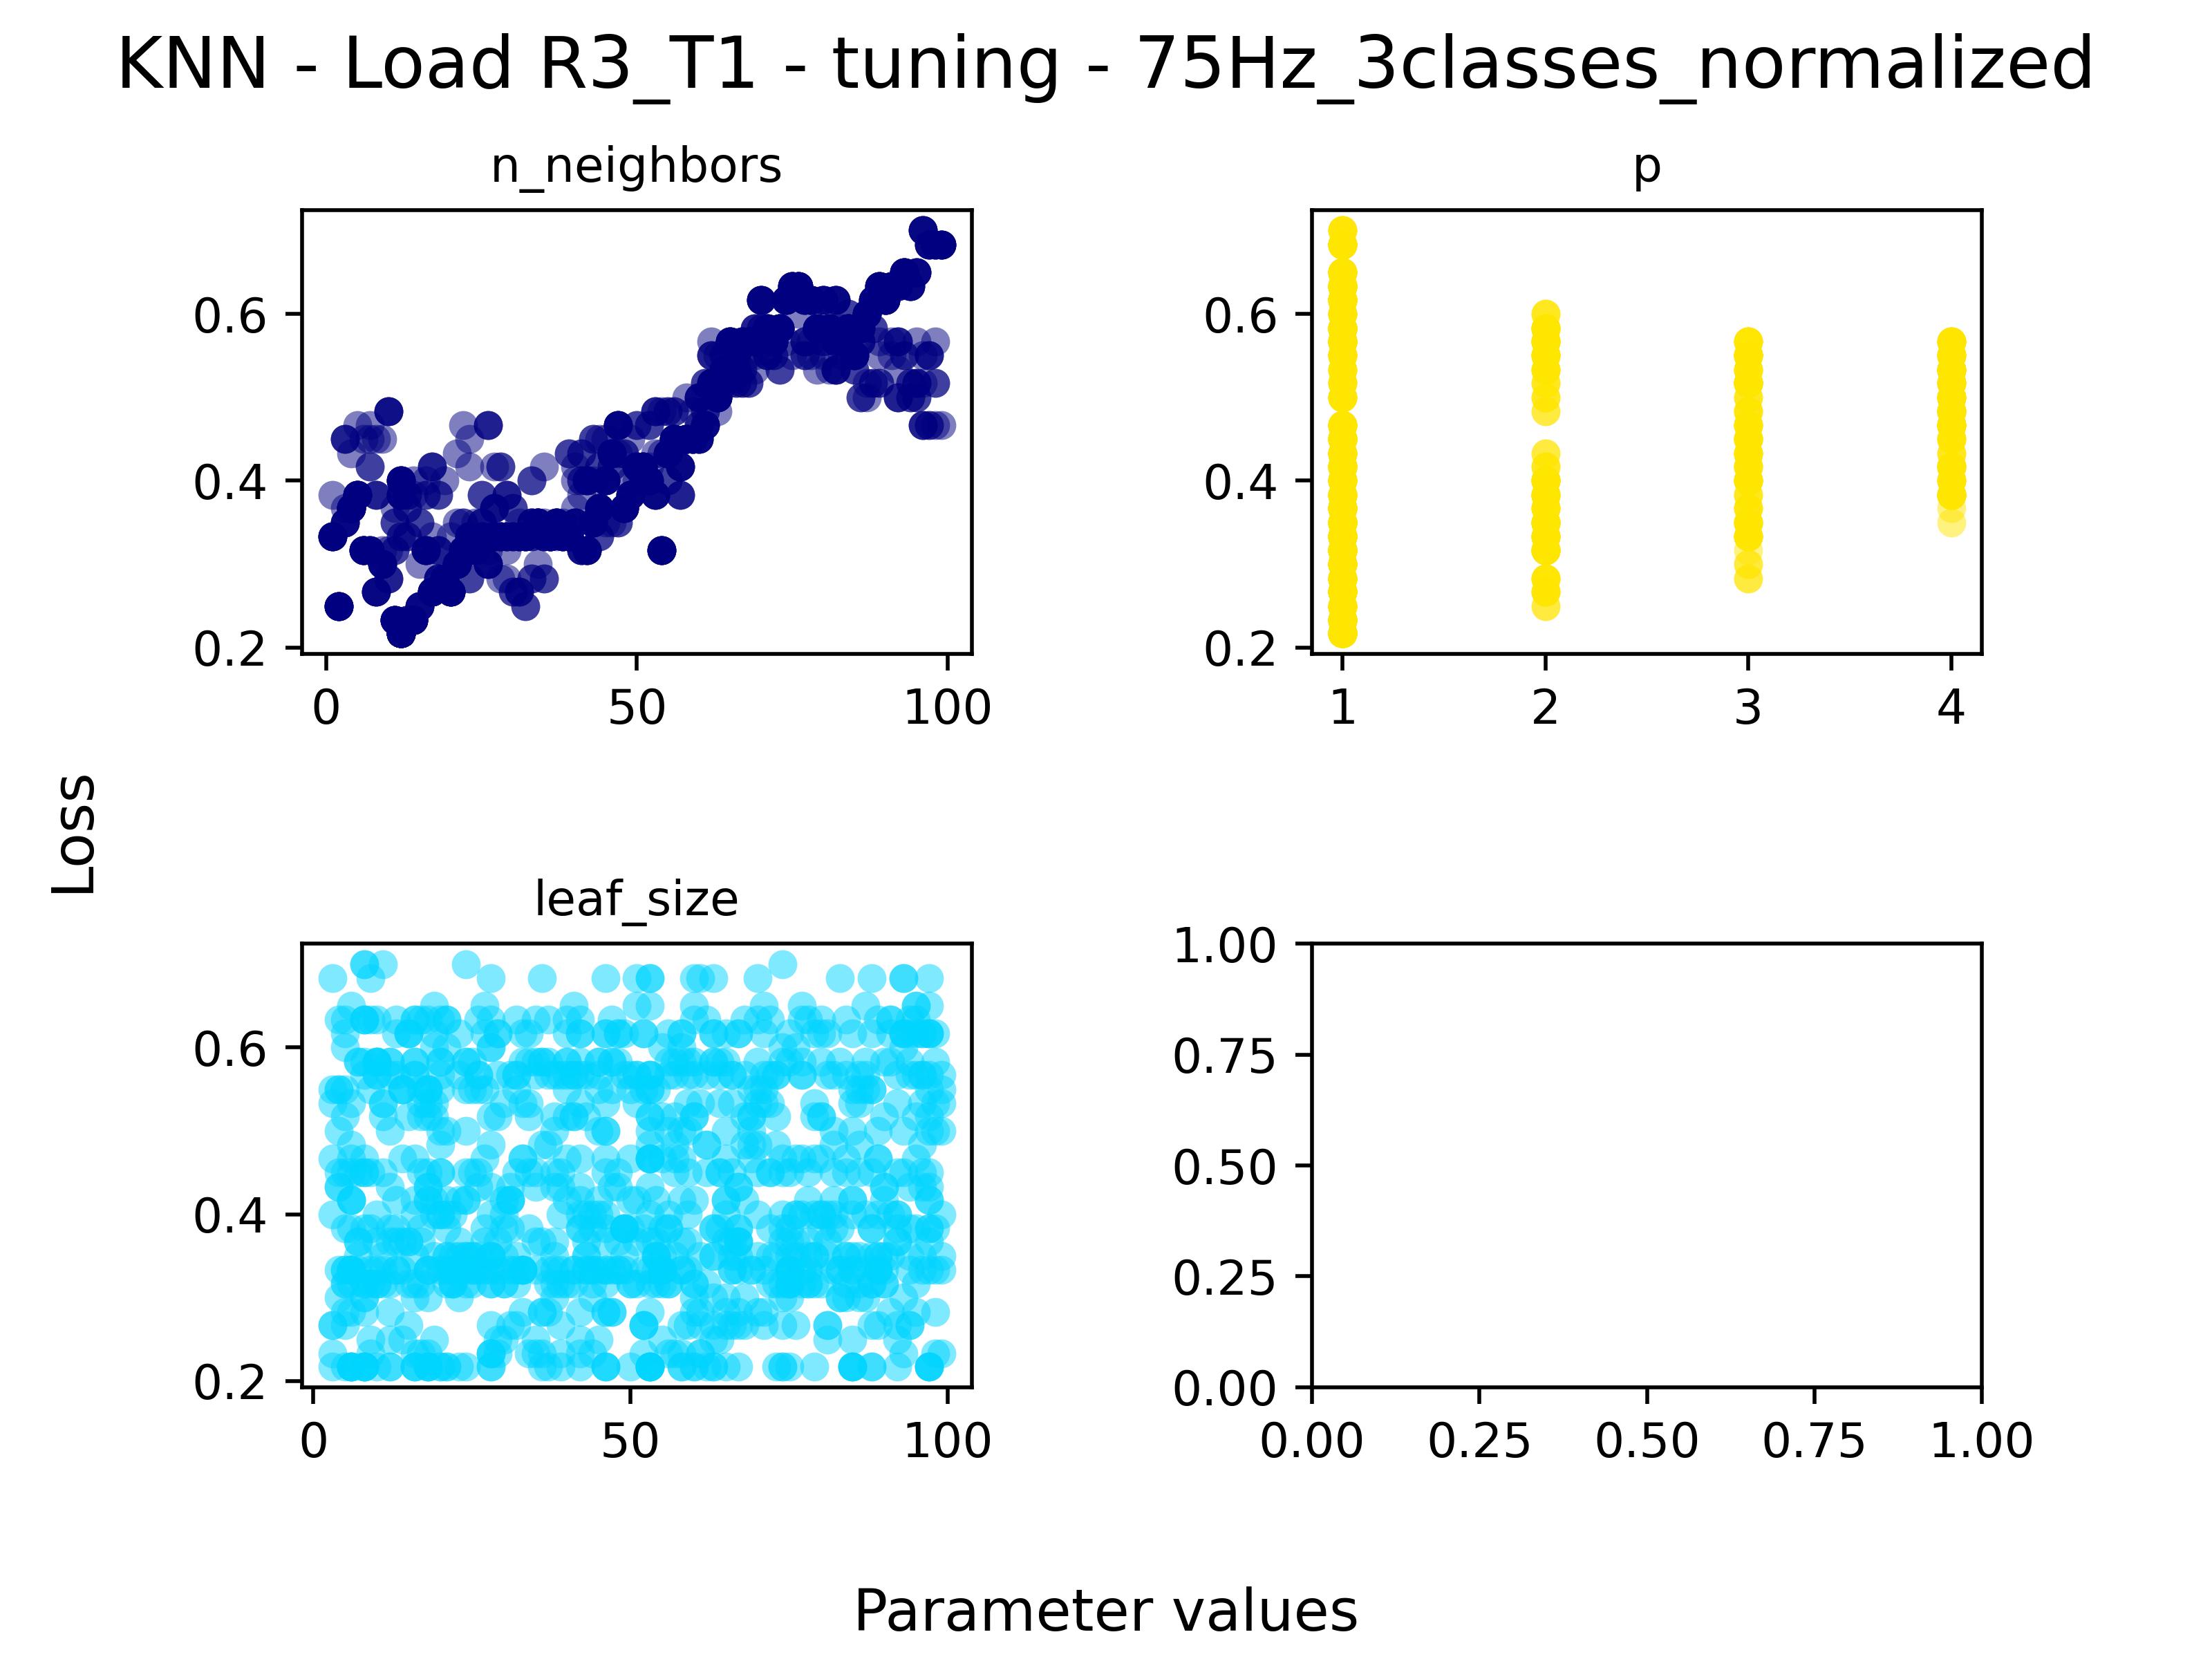 KNN - Load R3_T1 - tuning - 75Hz_3classes_normalized
n_neighbors
0.6
0.4
0.2
0 50 100
p
0.6
0.4
0.2
1 2 3 4
Loss
leaf_size
0.6
0.4
0.2
0 50 100
1.00
0.75
0.50
0.25
0.00
0.00 0.25 0.50 0.75 1.00
Parameter values